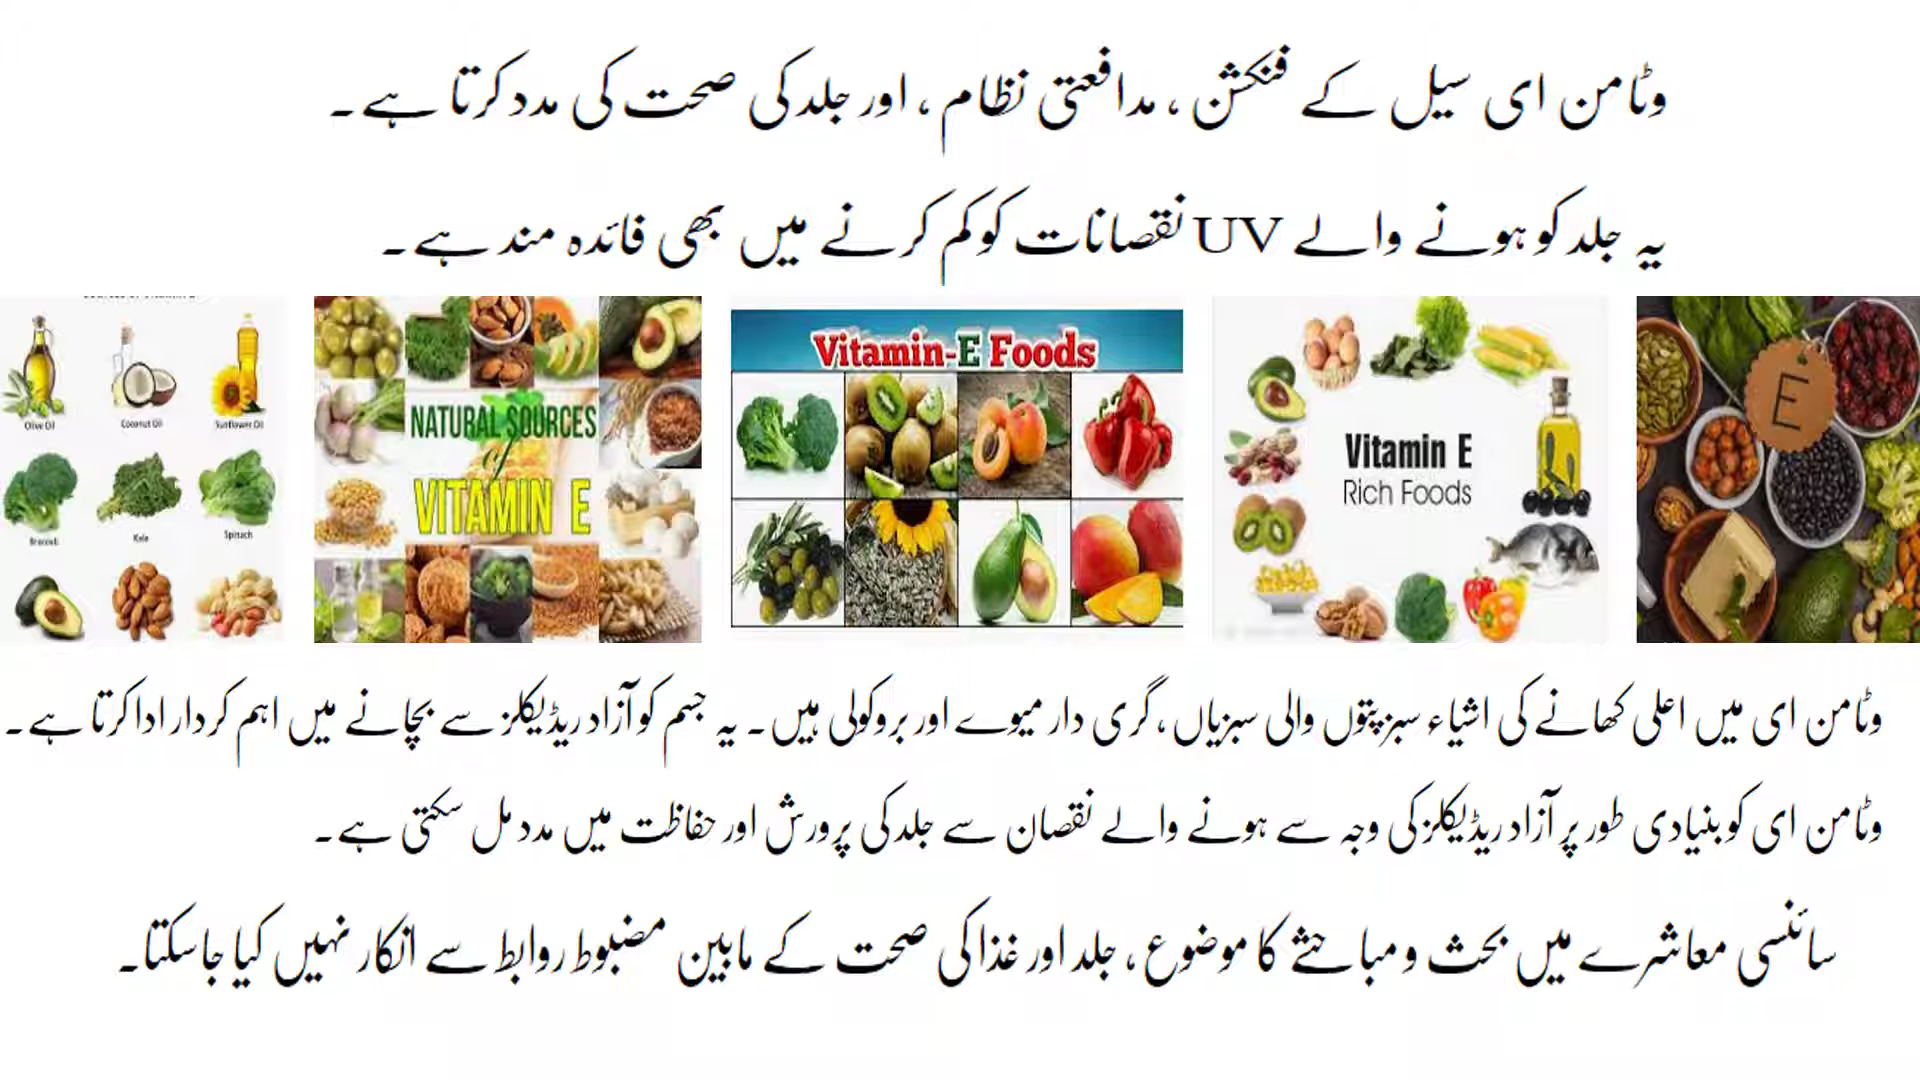 وٹامن ای سیل کے فنکشن ، مدافعتی نظام ، اور جلد کی صحت کی مدد کرتا ہے۔
یہ جلد کو ہونے والے UV نقصانات کو کم کرنے میں بھی فائدہ مند ہے۔
Olive Oil
Coconut Oil
Sunflower Oil
Broccoli
Kale
Spinach
NATURAL SOURCES
of
VITAMIN E
Vitamin-E Foods
Vitamin E
Rich Foods
E
وٹامن ای میں اعلی کھانے کی اشیاء سبز پتوں والی سبزیاں ، گری دار میوے اور بروکولی ہیں۔ یہ جسم کو آزاد ریڈیکلز سے بچانے میں اہم کردار ادا کرتا ہے۔
وٹامن ای کو بنیادی طور پر آزاد ریڈیکلز کی وجہ سے ہونے والے نقصان سے جلد کی پرورش اور حفاظت میں مدد مل سکتی ہے۔
سائنسی معاشرے میں بحث و مباحثے کا موضوع ، جلد اور غذا کی صحت کے مابین مضبوط روابط سے انکار نہیں کیا جاسکتا۔